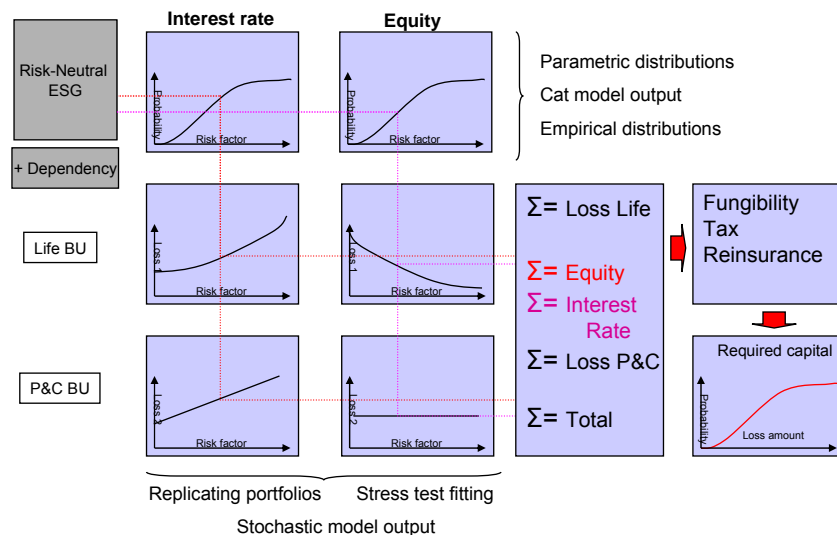 Interest rate
Equity
Risk-Neutral
ESG
Probability
Risk factor
Probability
Risk factor
Parametric distributions
Cat model output
Empirical distributions
+ Dependency
Life BU
Loss 1
Risk factor
Loss 1
Risk factor
Σ= Loss Life
Σ= Equity
Σ= Interest
Rate
Σ= Loss P&C
Σ= Total
Fungibility
Tax
Reinsurance
P&C BU
Loss 2
Risk factor
Loss 2
Risk factor
Required capital
Probability
Loss amount
Replicating portfolios
Stress test fitting
Stochastic model output